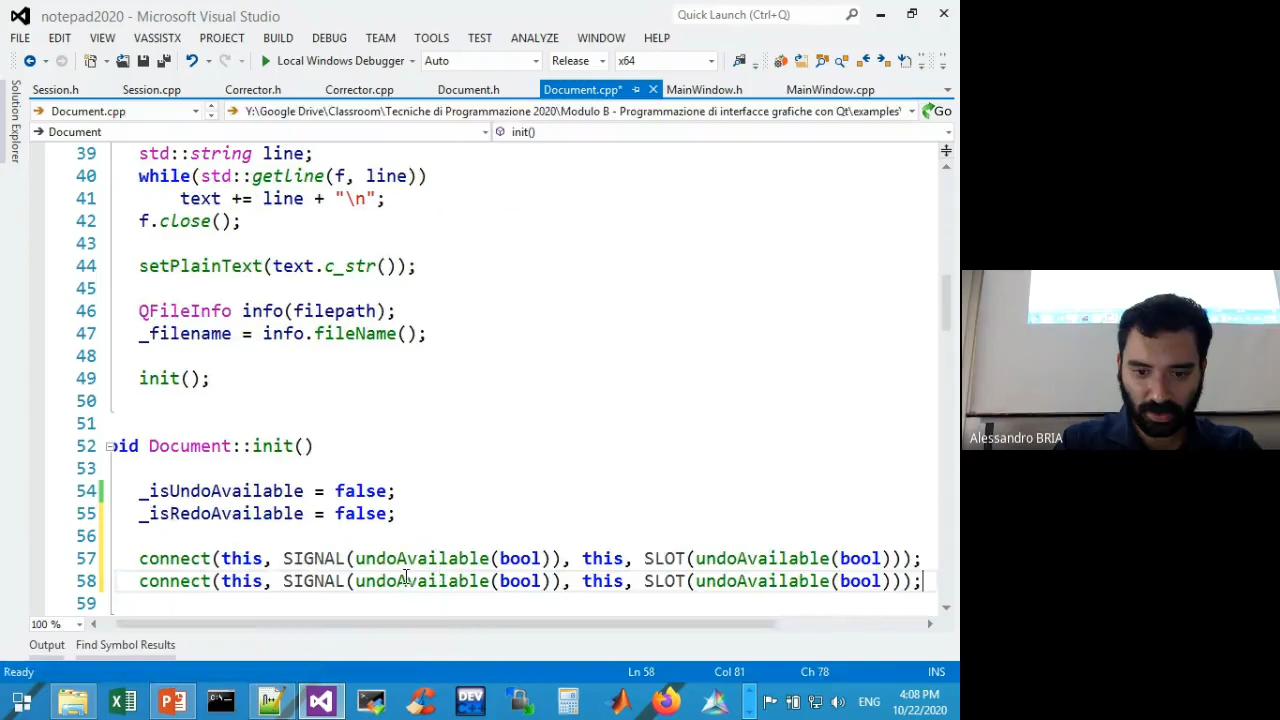 notepad2020 - Microsoft Visual Studio
Quick Launch (Ctrl+Q)
FILE EDIT VIEW VASSISTX PROJECT BUILD DEBUG TEAM TOOLS TEST ANALYZE WINDOW HELP
Local Windows Debugger Auto Release x64
Solution Explorer
Session.h Session.cpp Corrector.h Corrector.cpp Document.h Document.cpp* MainWindow.h MainWindow.cpp
Document.cpp Y:\Google Drive\Classroom\Tecniche di Programmazione 2020\Modulo B - Programmazione di interfacce grafiche con Qt\examples\ Go
Document init()
39 std::string line;
40 while(std::getline(f, line))
41 text += line + "\n";
42 f.close();
43
44 setPlainText(text.c_str());
45
46 QFileInfo info(filepath);
47 _filename = info.fileName();
48
49 init();
50
51
52 oid Document::init()
53
54 _isUndoAvailable = false;
55 _isRedoAvailable = false;
56
57 connect(this, SIGNAL(undoAvailable(bool)), this, SLOT(undoAvailable(bool)));
58 connect(this, SIGNAL(undoAvailable(bool)), this, SLOT(undoAvailable(bool)));
59
100 %
Output Find Symbol Results
Ready Ln 58 Col 81 Ch 78 INS
DEV
ENG
4:08 PM
10/22/2020
Alessandro BRIA